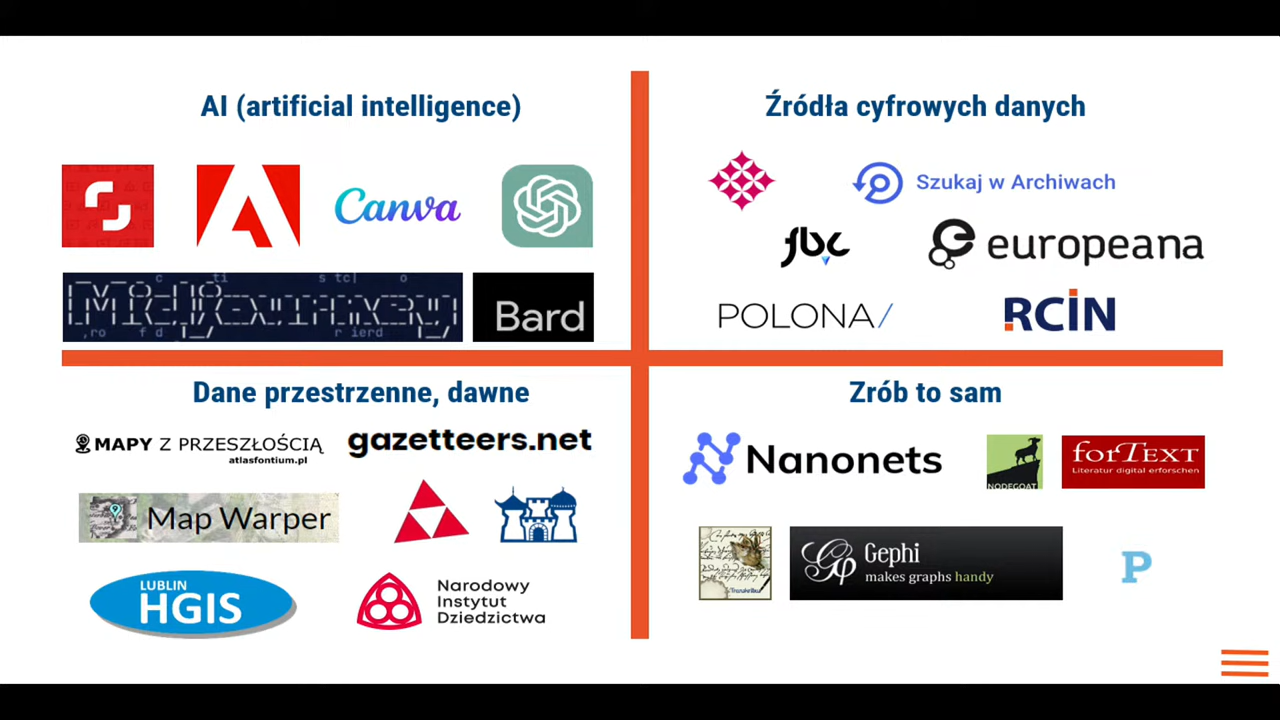 AI (artificial intelligence)
Canva
Midjourney
Bard
Źródła cyfrowych danych
Szukaj w Archiwach
fbc
europeana
POLONA/
RCIN
Dane przestrzenne, dawne
MAPY Z PRZESZŁOŚCIĄ
atlasfontium.pl
gazetteers.net
Map Warper
LUBLIN
HGIS
Narodowy
Instytut
Dziedzictwa
Zrób to sam
Nanonets
NODEGOAT
forTEXT
Literatur digital erforschen
Transkribus
Gephi
makes graphs handy
P